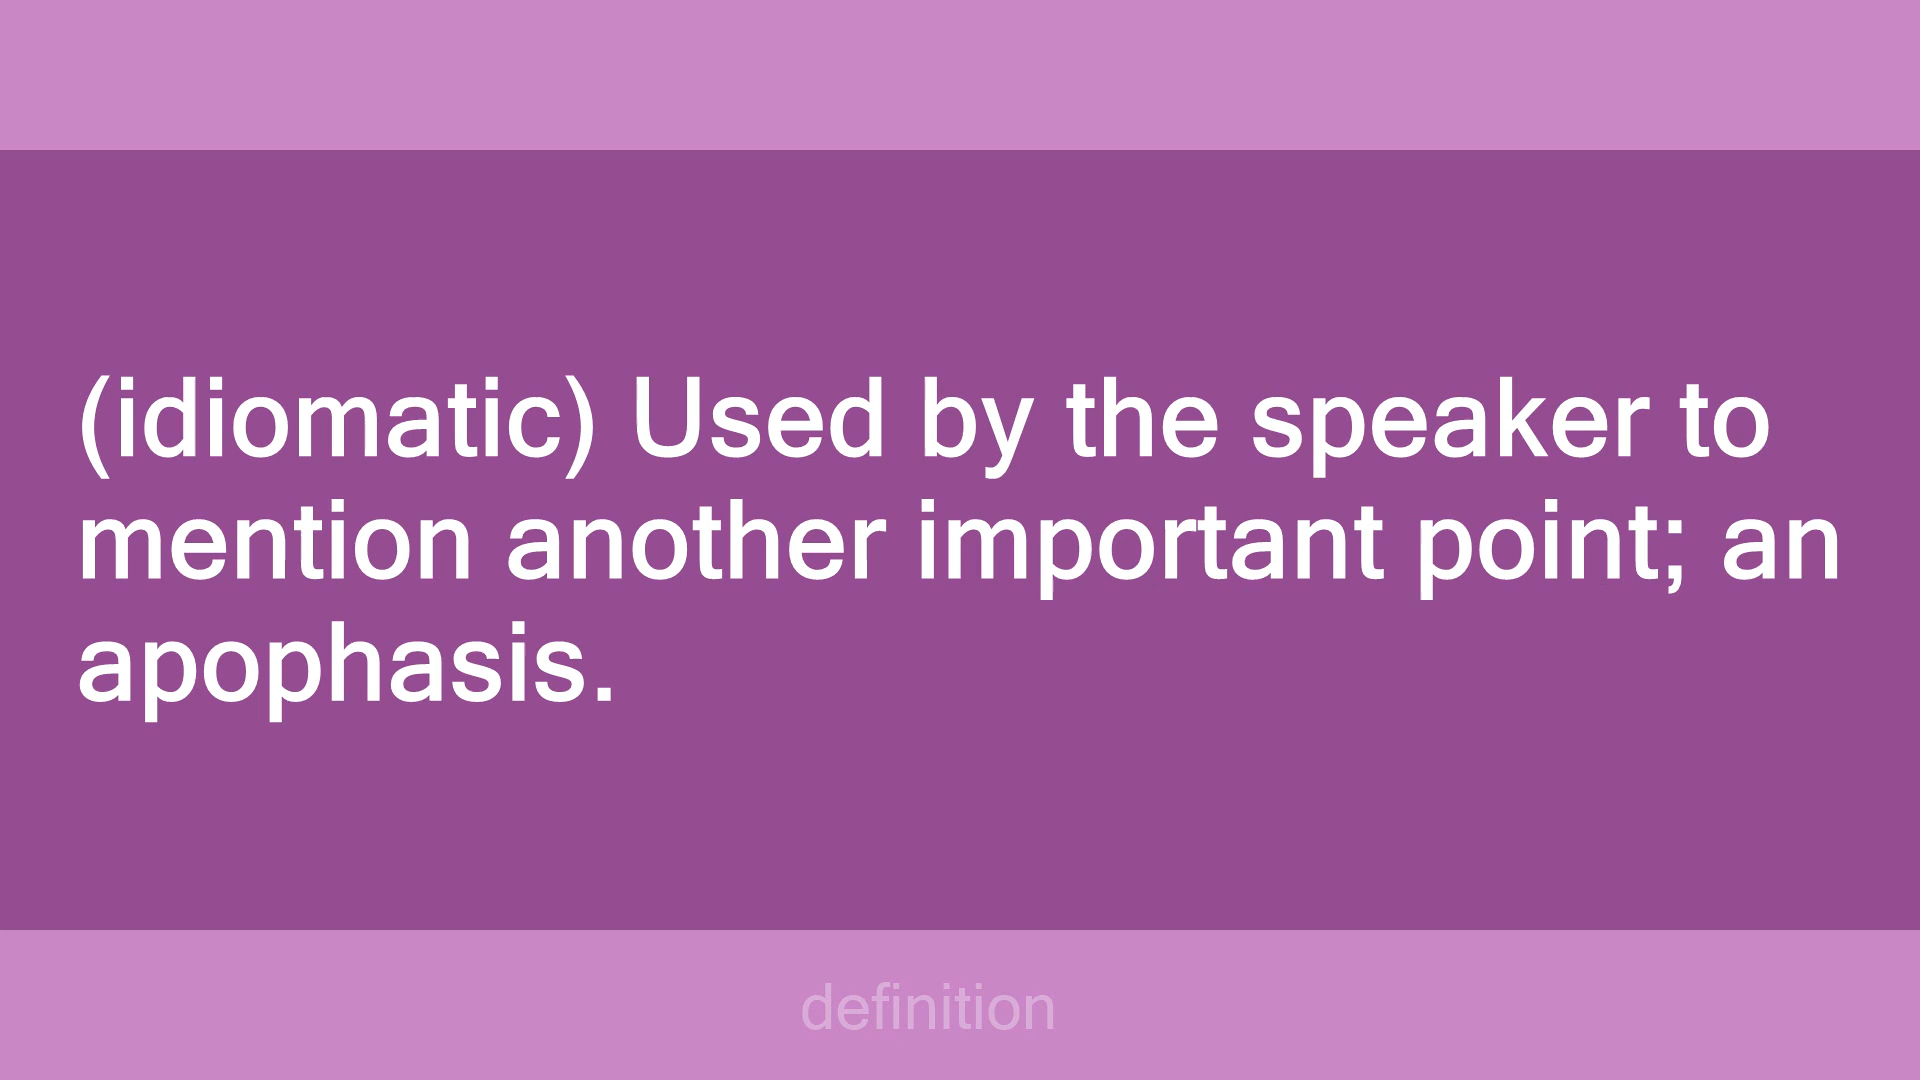 (idiomatic) Used by the speaker to
mention another important point; an
apophasis.
definition